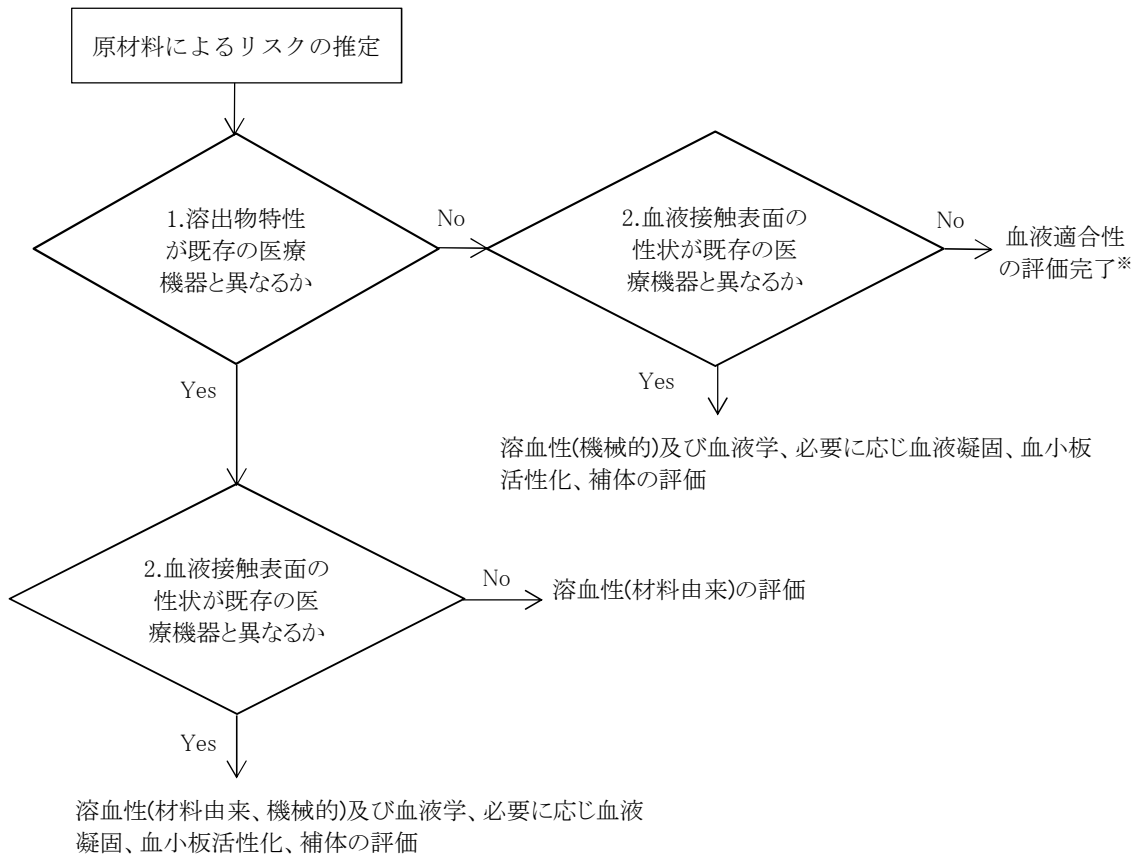 原材料によるリスクの推定
1.溶出物特性
が既存の医療
機器と異なるか
No
2.血液接触表面の
性状が既存の医
療機器と異なるか
No
血液適合性
の評価完了※
Yes
Yes
溶血性(機械的)及び血液学、必要に応じ血液凝固、血小板
活性化、補体の評価
2.血液接触表面の
性状が既存の医
療機器と異なるか
No
溶血性(材料由来)の評価
Yes
溶血性(材料由来、機械的)及び血液学、必要に応じ血液
凝固、血小板活性化、補体の評価